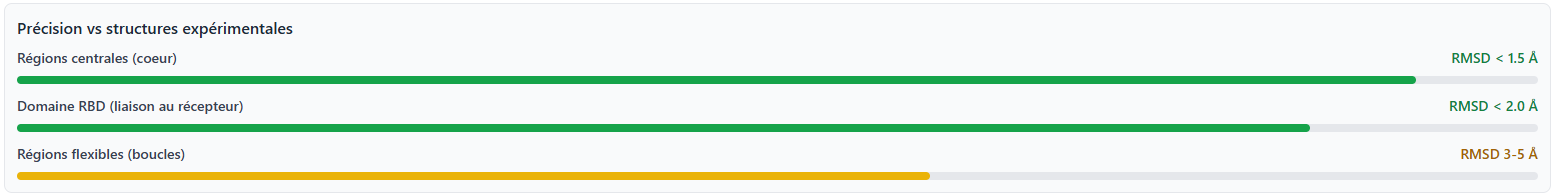 Précision vs structures expérimentales
Régions centrales (coeur) RMSD < 1.5 Å
Domaine RBD (liaison au récepteur) RMSD < 2.0 Å
Régions flexibles (boucles) RMSD 3-5 Å